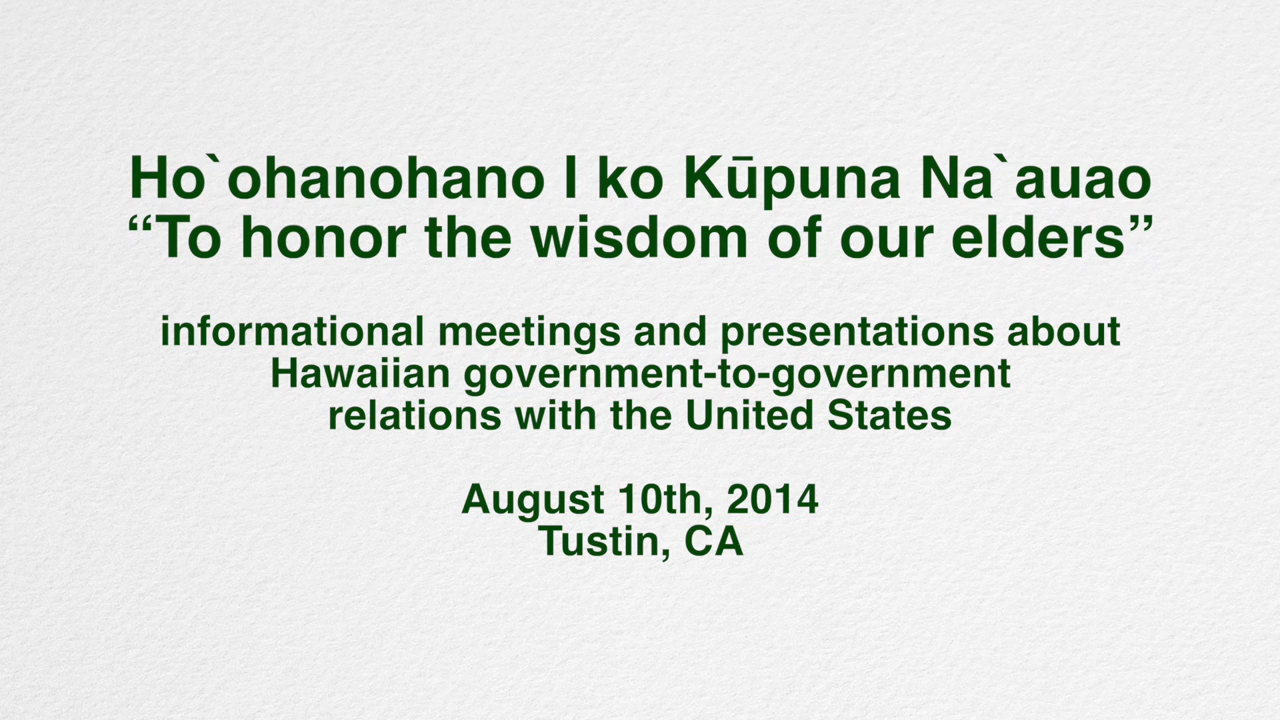 Ho`ohanohano I ko Kūpuna Na`auao
“To honor the wisdom of our elders”
informational meetings and presentations about
Hawaiian government-to-government
relations with the United States
August 10th, 2014
Tustin, CA